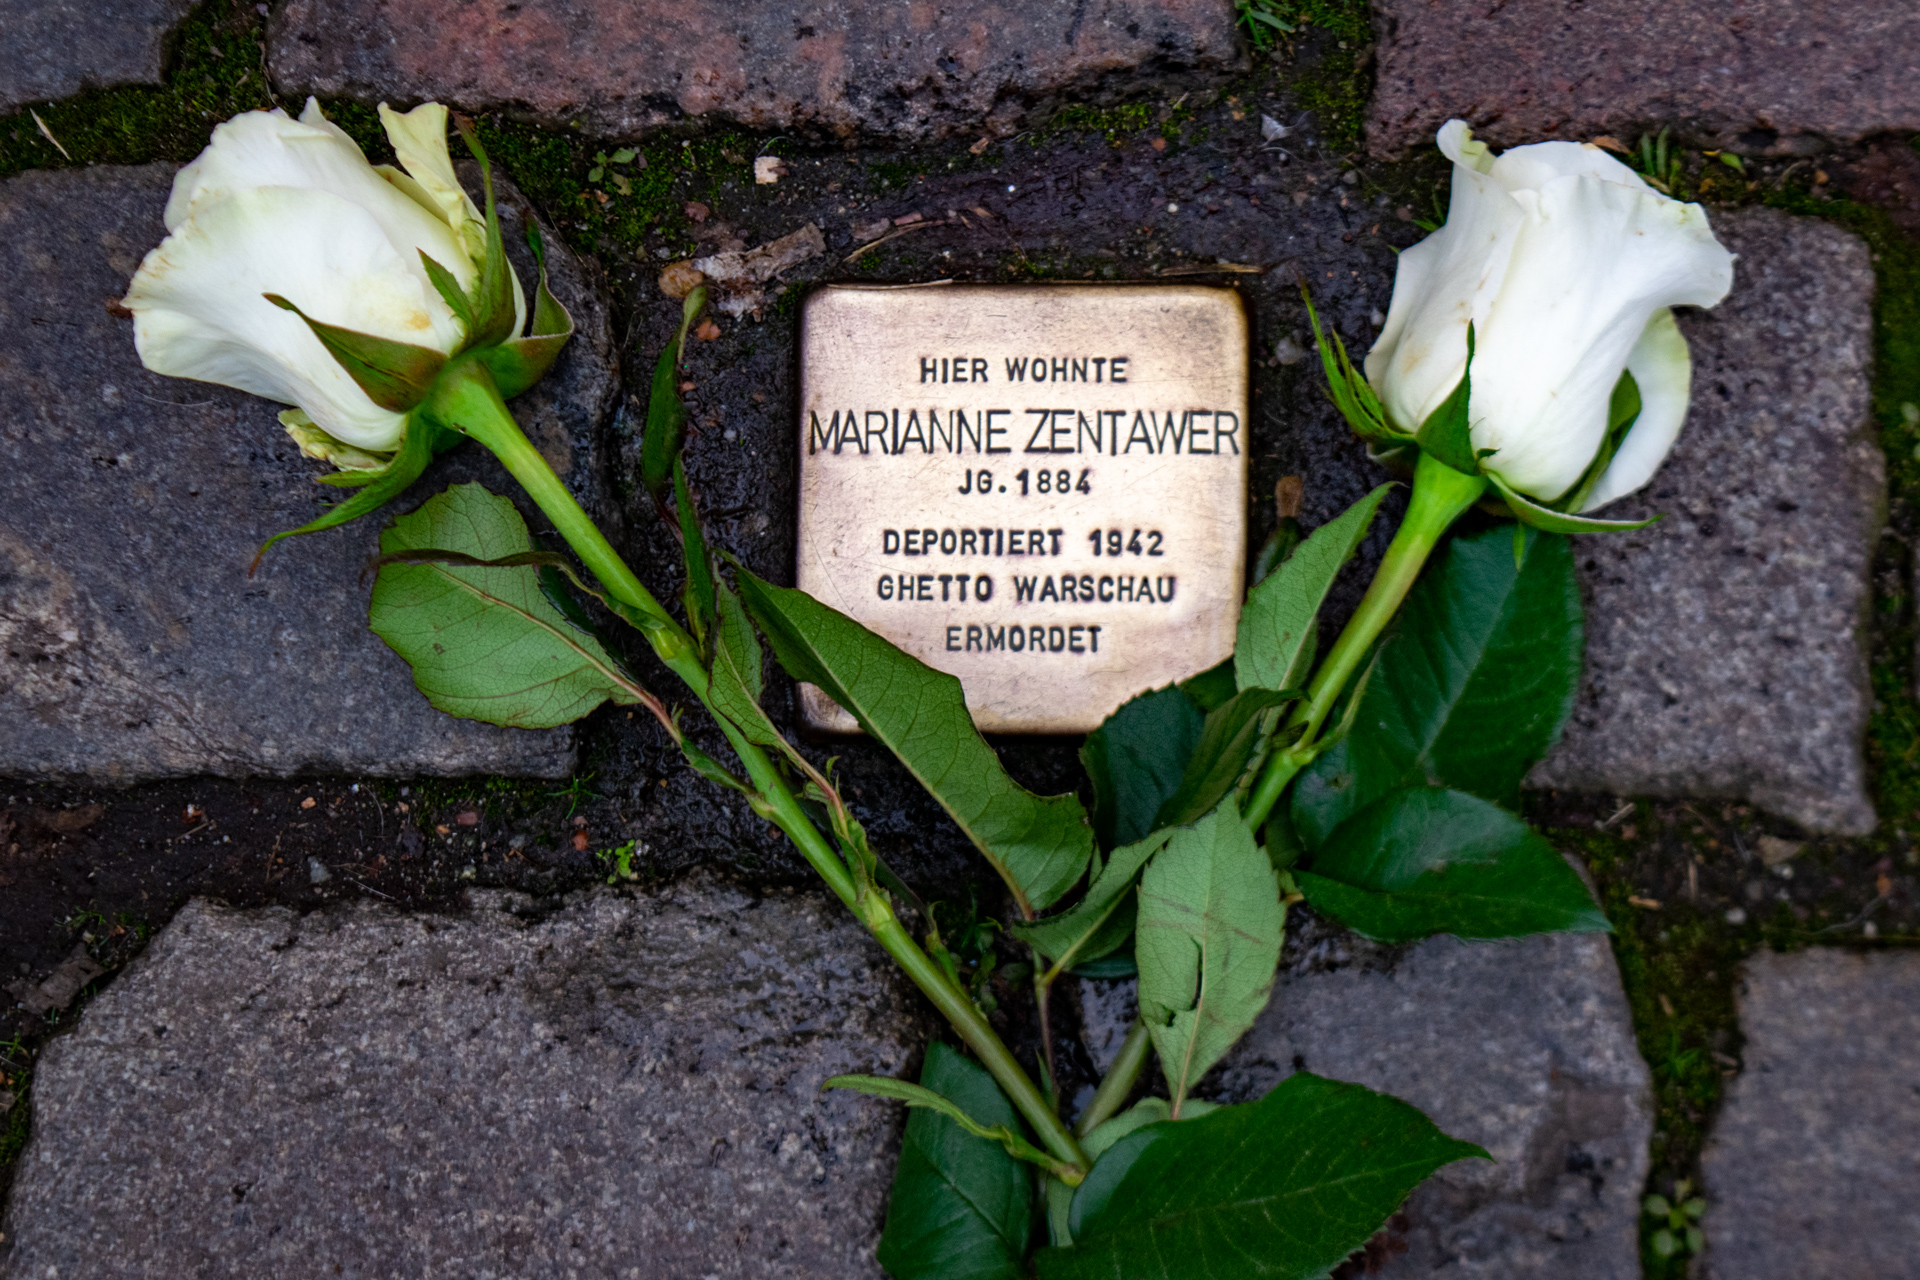 HIER WOHNTE
MARIANNE ZENTAWER
JG. 1884
DEPORTIERT 1942
GHETTO WARSCHAU
ERMORDET